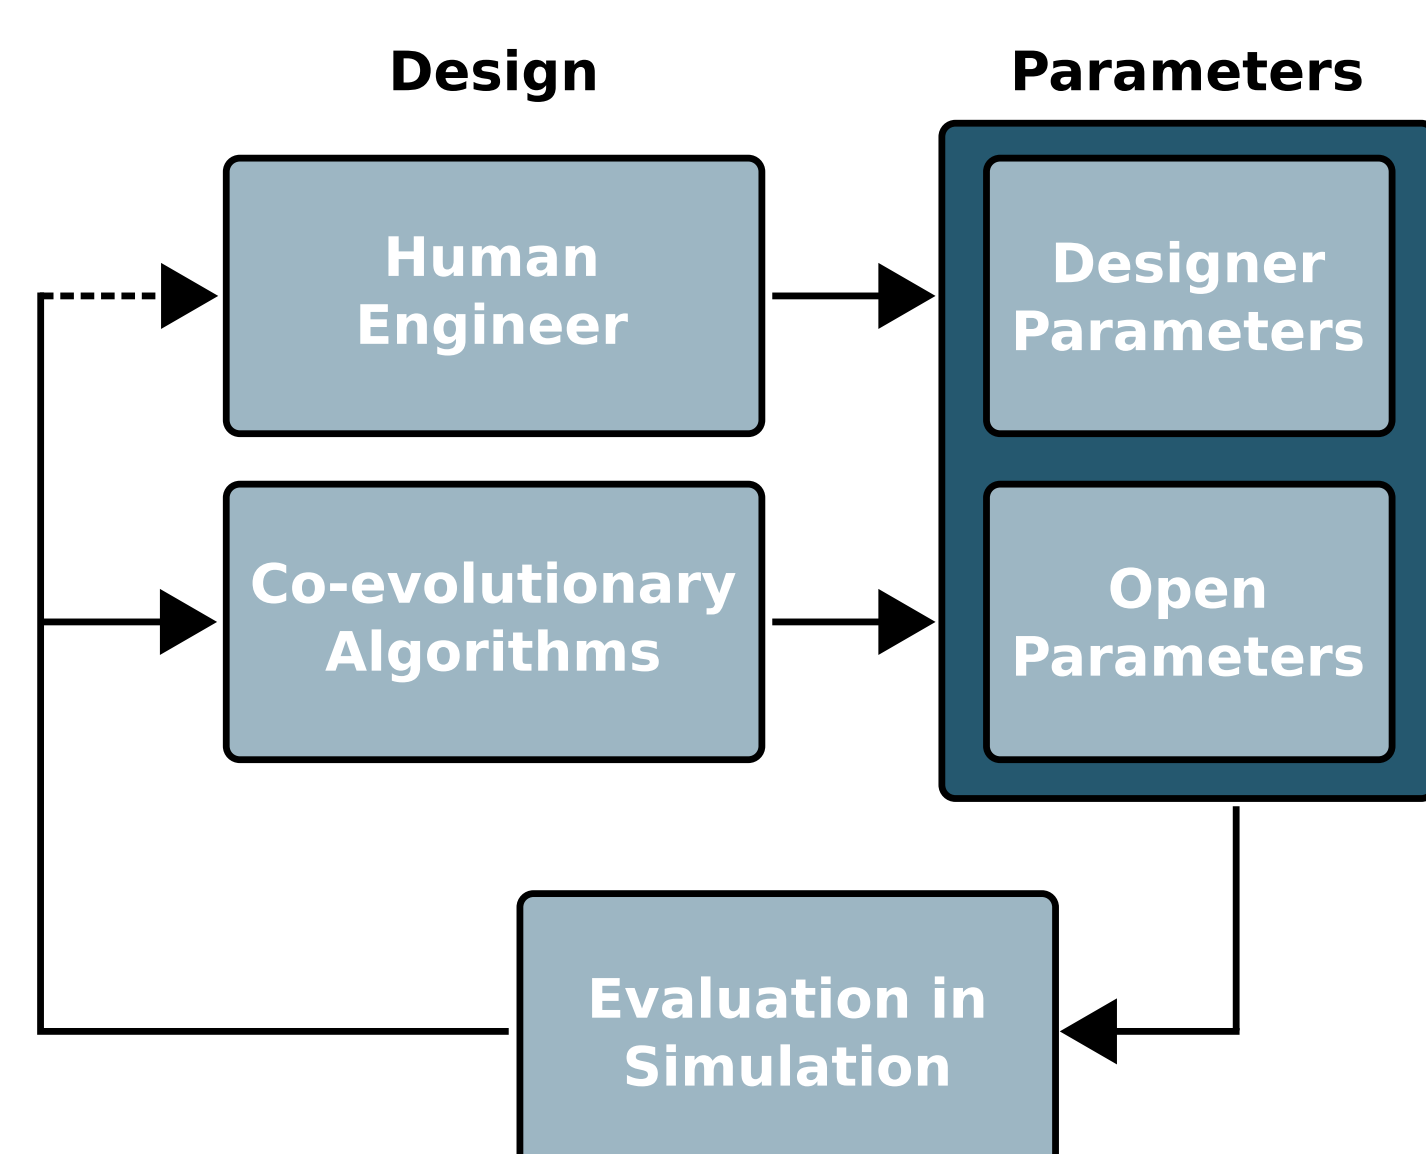 Design
Parameters
Human
Engineer
Designer
Parameters
Co-evolutionary
Algorithms
Open
Parameters
Evaluation in
Simulation